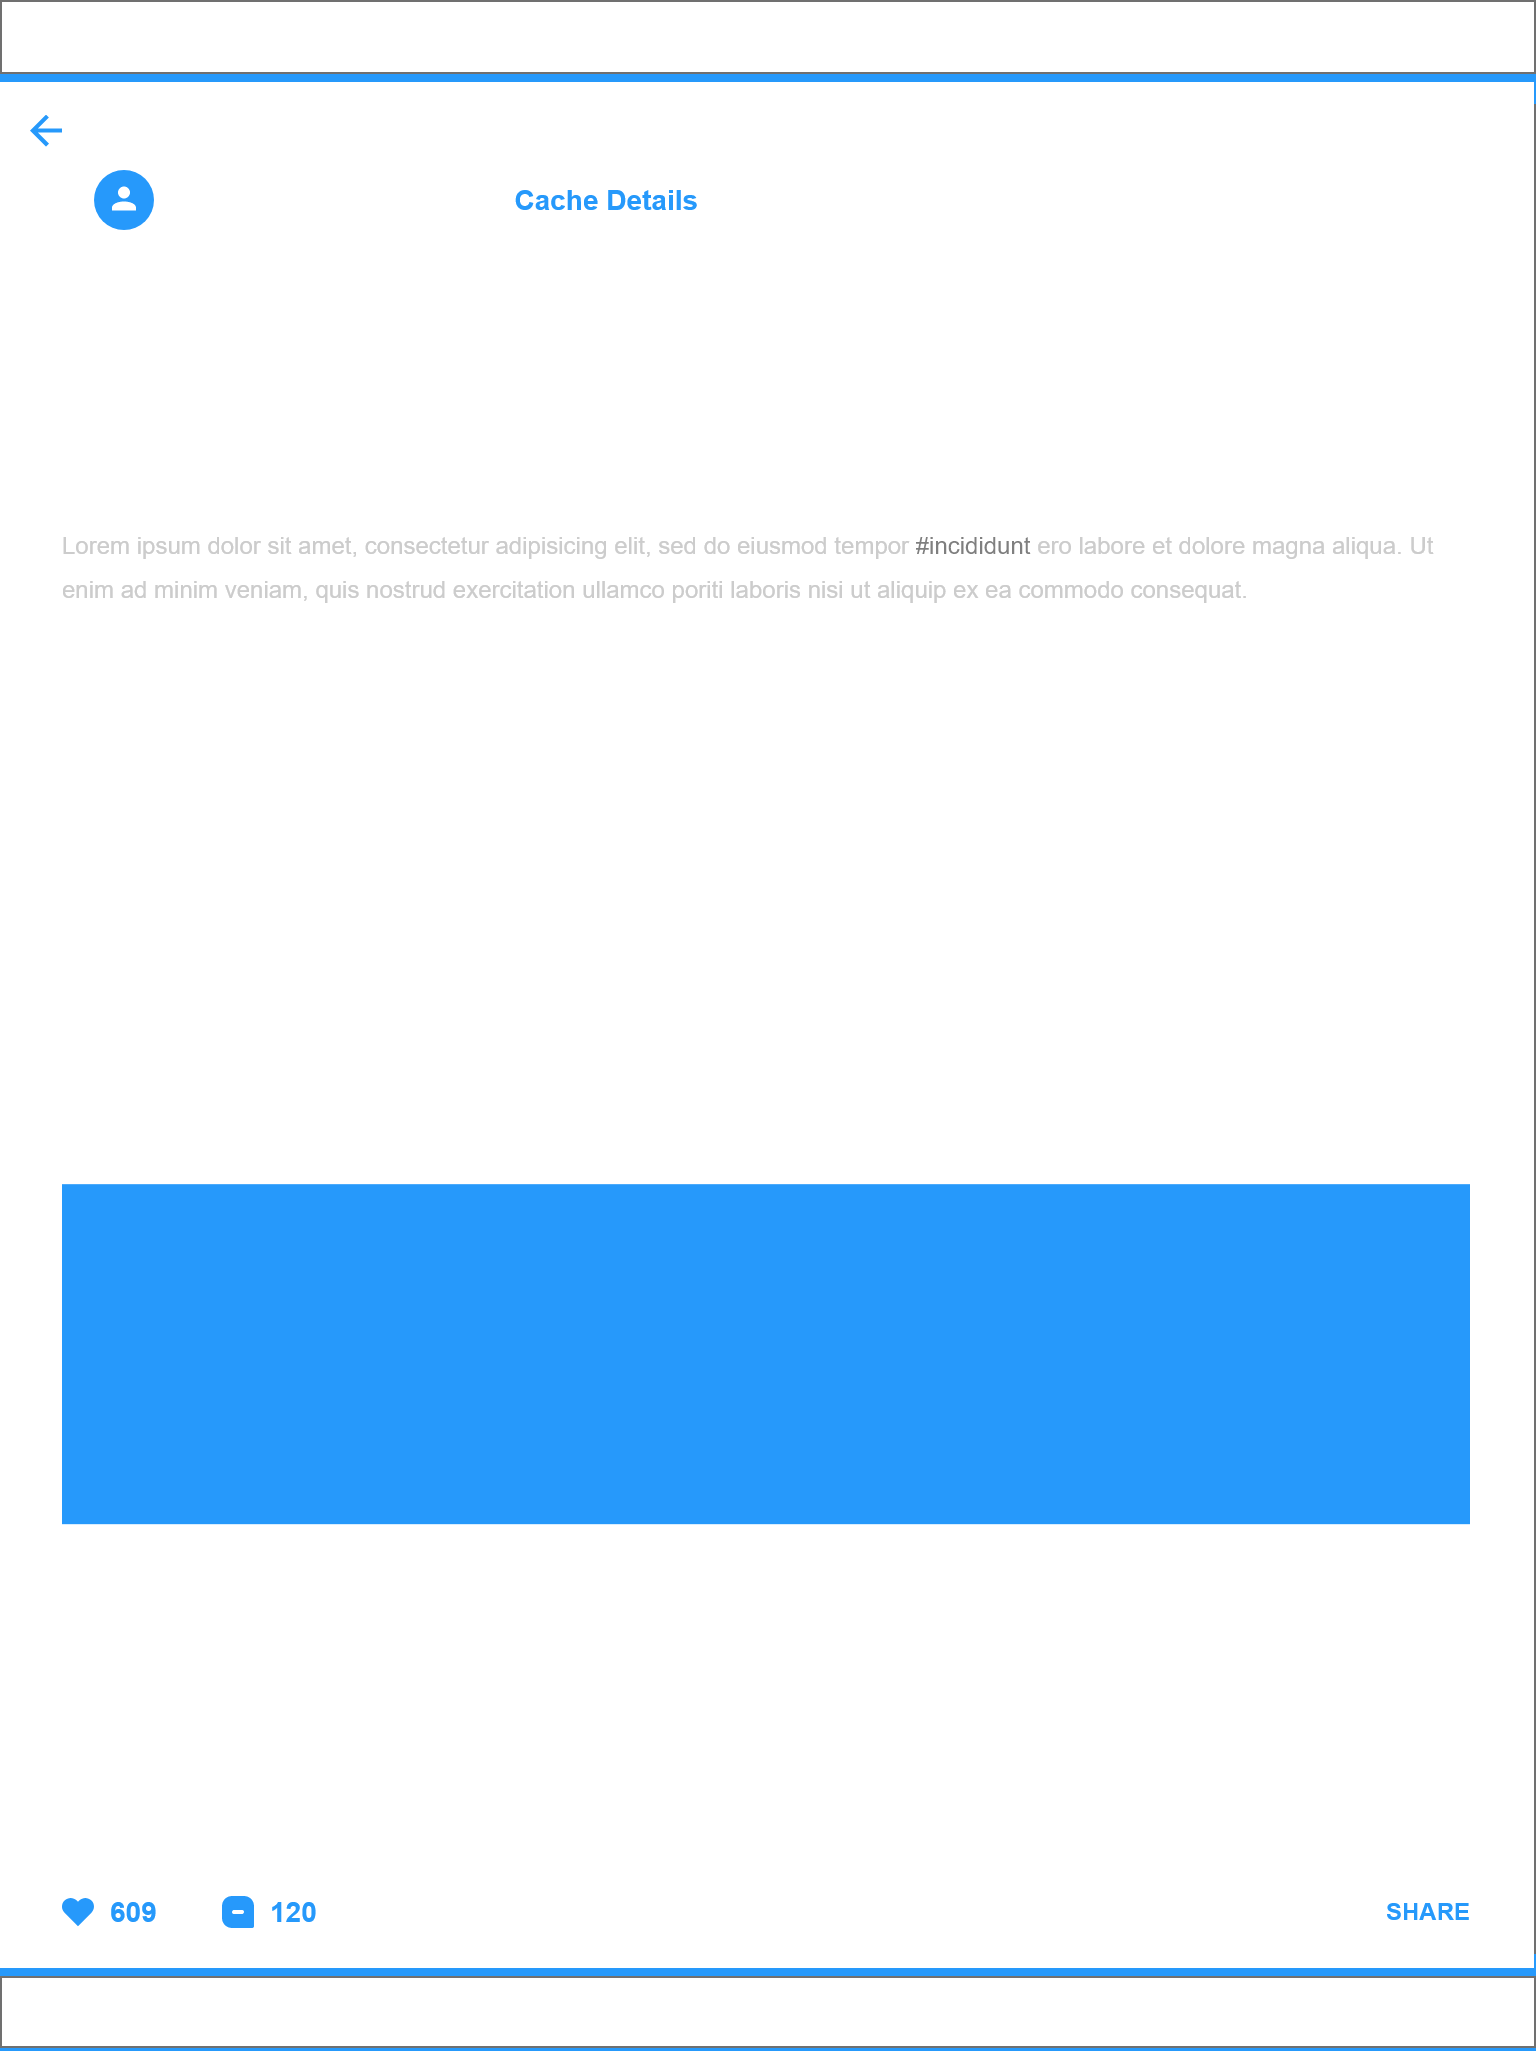 Cache Details
Lorem ipsum dolor sit amet, consectetur adipisicing elit, sed do eiusmod tempor #incididunt ero labore et dolore magna aliqua. Ut
enim ad minim veniam, quis nostrud exercitation ullamco poriti laboris nisi ut aliquip ex ea commodo consequat.
609 120 SHARE